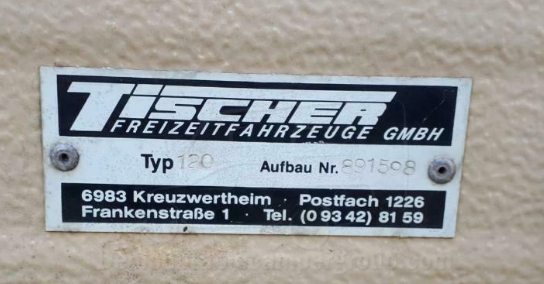 TISCHER
FREIZEITFAHRZEUGE GMBH
Typ 120 Aufbau Nr. 891598
6983 Kreuzwertheim · Postfach 1226
Frankenstraße 1 · Tel. (0 93 42) 81 59